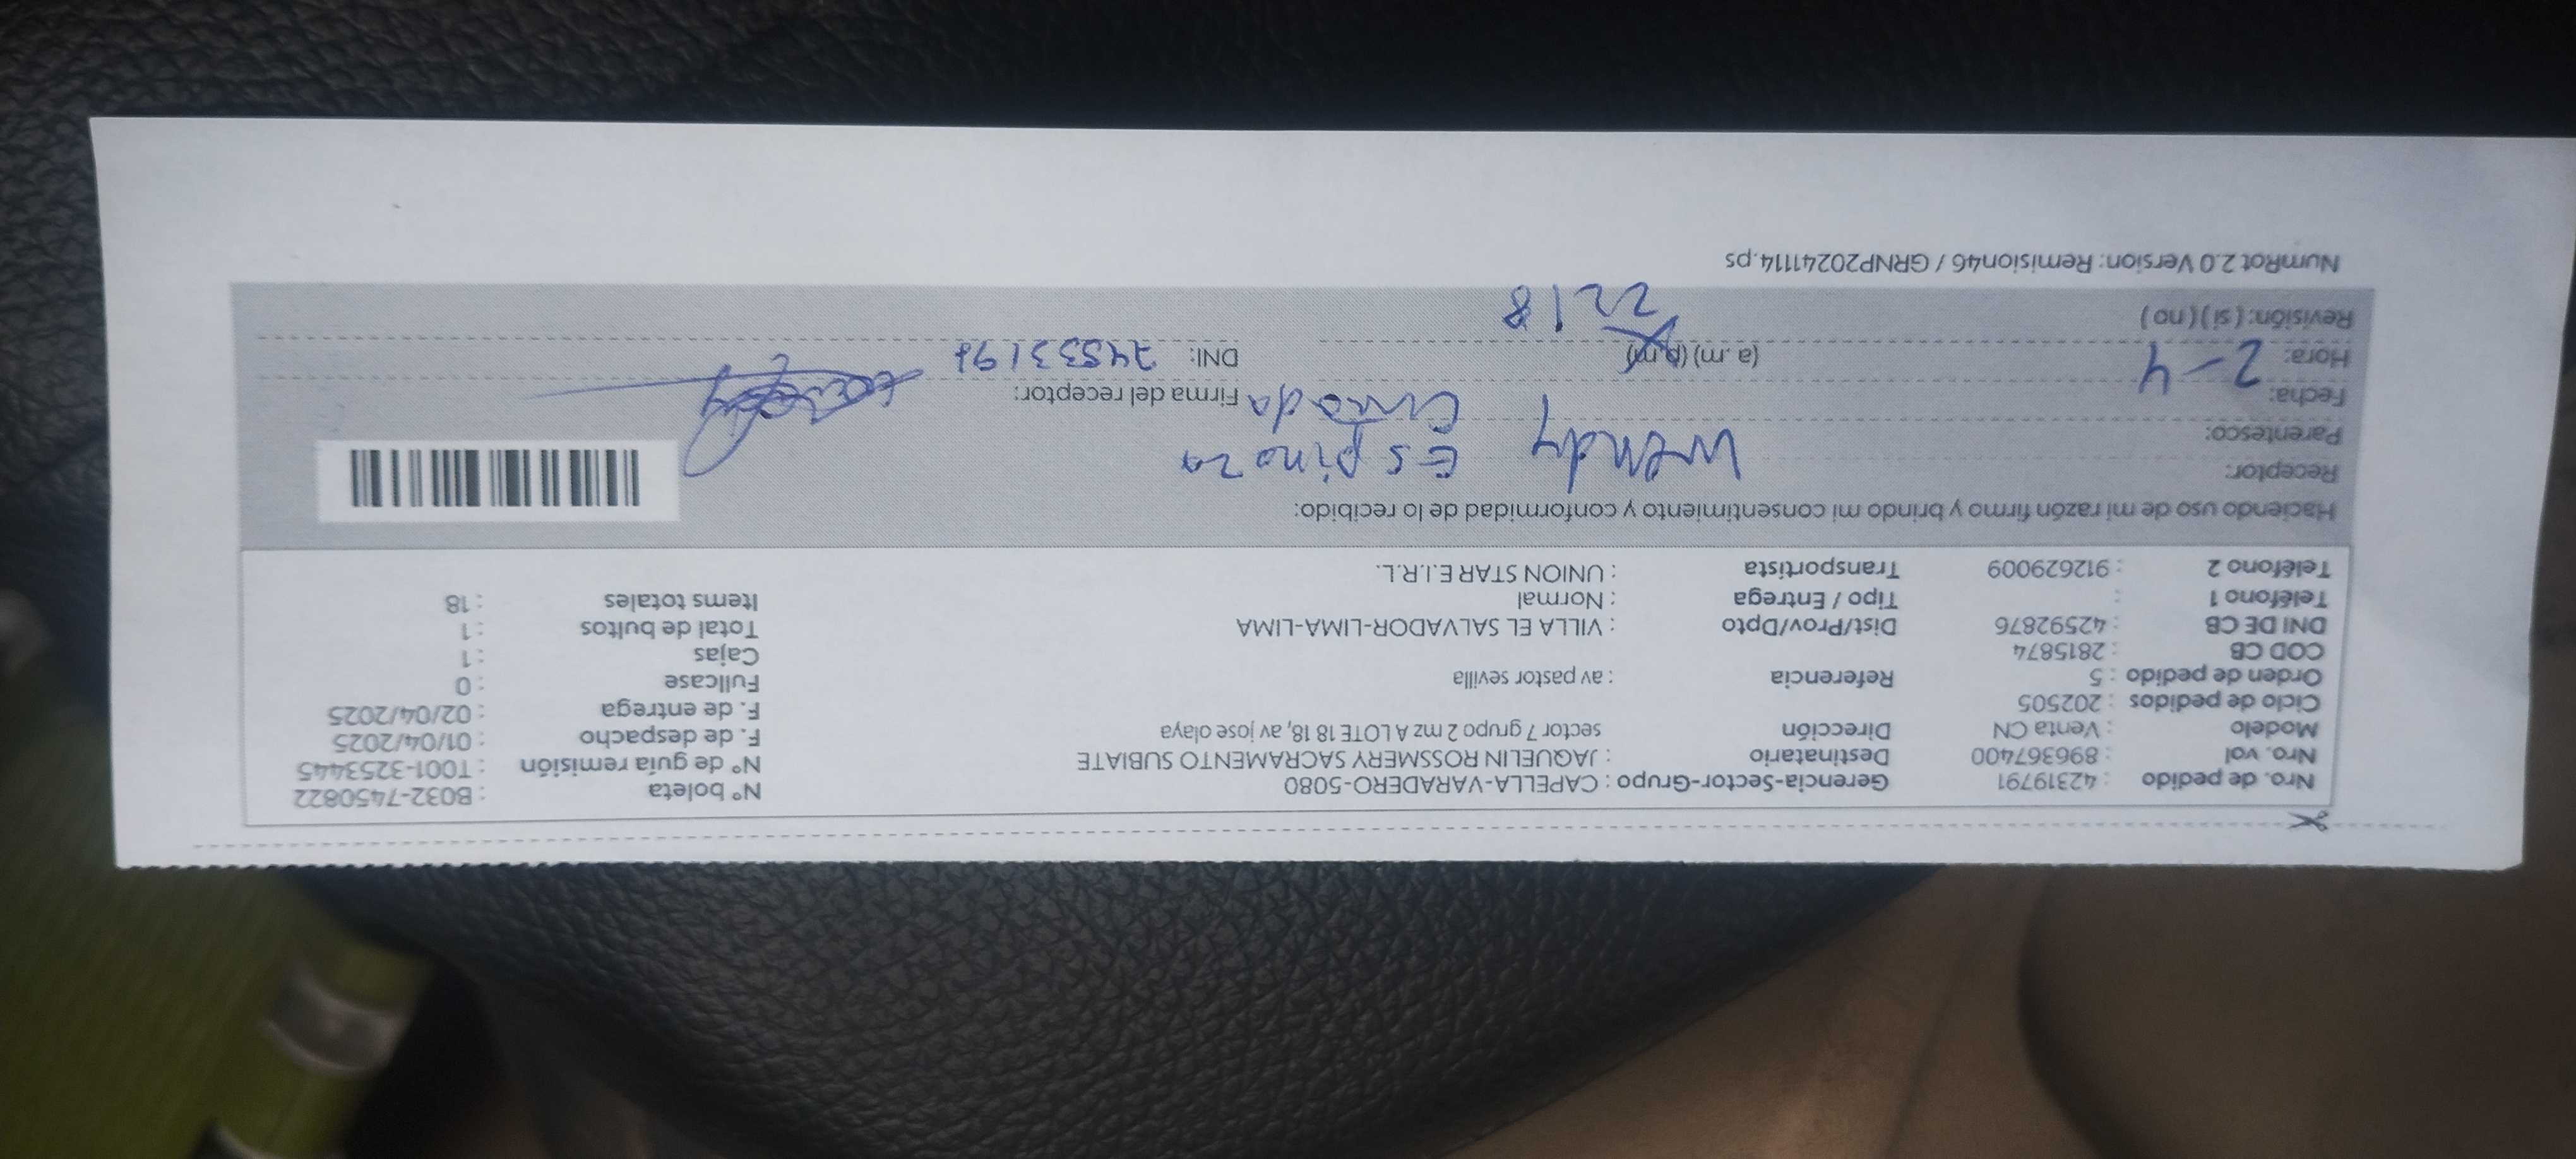 Nro. de pedido : 42319791 Gerencia-Sector-Grupo : CAPELLA-VARADERO-5080 N° boleta : B032-7450822
Nro. vol : 896367400 Destinatario : JAQUELIN ROSSMERY SACRAMENTO SUBIATE N° de guía remisión : T001-3253445
Modelo : Venta CN Dirección sector 7 grupo 2 mz A LOTE 18 18, av jose olaya F. de despacho : 01/04/2025
Ciclo de pedidos : 202505 F. de entrega : 02/04/2025
Orden de pedido : 5 Referencia : av pastor sevilla Fullcase : 0
COD CB : 2815874 Cajas : 1
DNI DE CB : 42592876 Dist/Prov/Dpto : VILLA EL SALVADOR-LIMA-LIMA Total de bultos : 1
Teléfono 1 : Tipo / Entrega : Normal Items totales : 18
Teléfono 2 : 912629009 Transportista : UNION STAR E.I.R.L.
Haciendo uso de mi razón firmo y brindo mi consentimiento y conformidad de lo recibido:
Receptor: Wendy Espinoza
Parentesco:
Fecha: 2-4 Firma del receptor:
Hora: (a. m) (p.m) DNI:
Revisión: ( si ) ( no ) 2218
NumRot 2.0 Version: Remision46 / GRNP20241114.ps